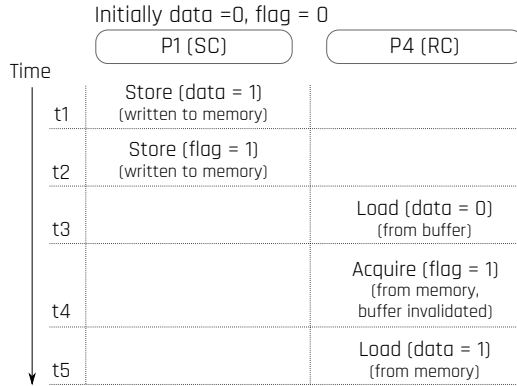 Initially data =0, flag = 0
P1 (SC)
P4 (RC)
Time
t1
Store (data = 1)
(written to memory)
t2
Store (flag = 1)
(written to memory)
t3
Load (data = 0)
(from buffer)
t4
Acquire (flag = 1)
(from memory,
buffer invalidated)
t5
Load (data = 1)
(from memory)